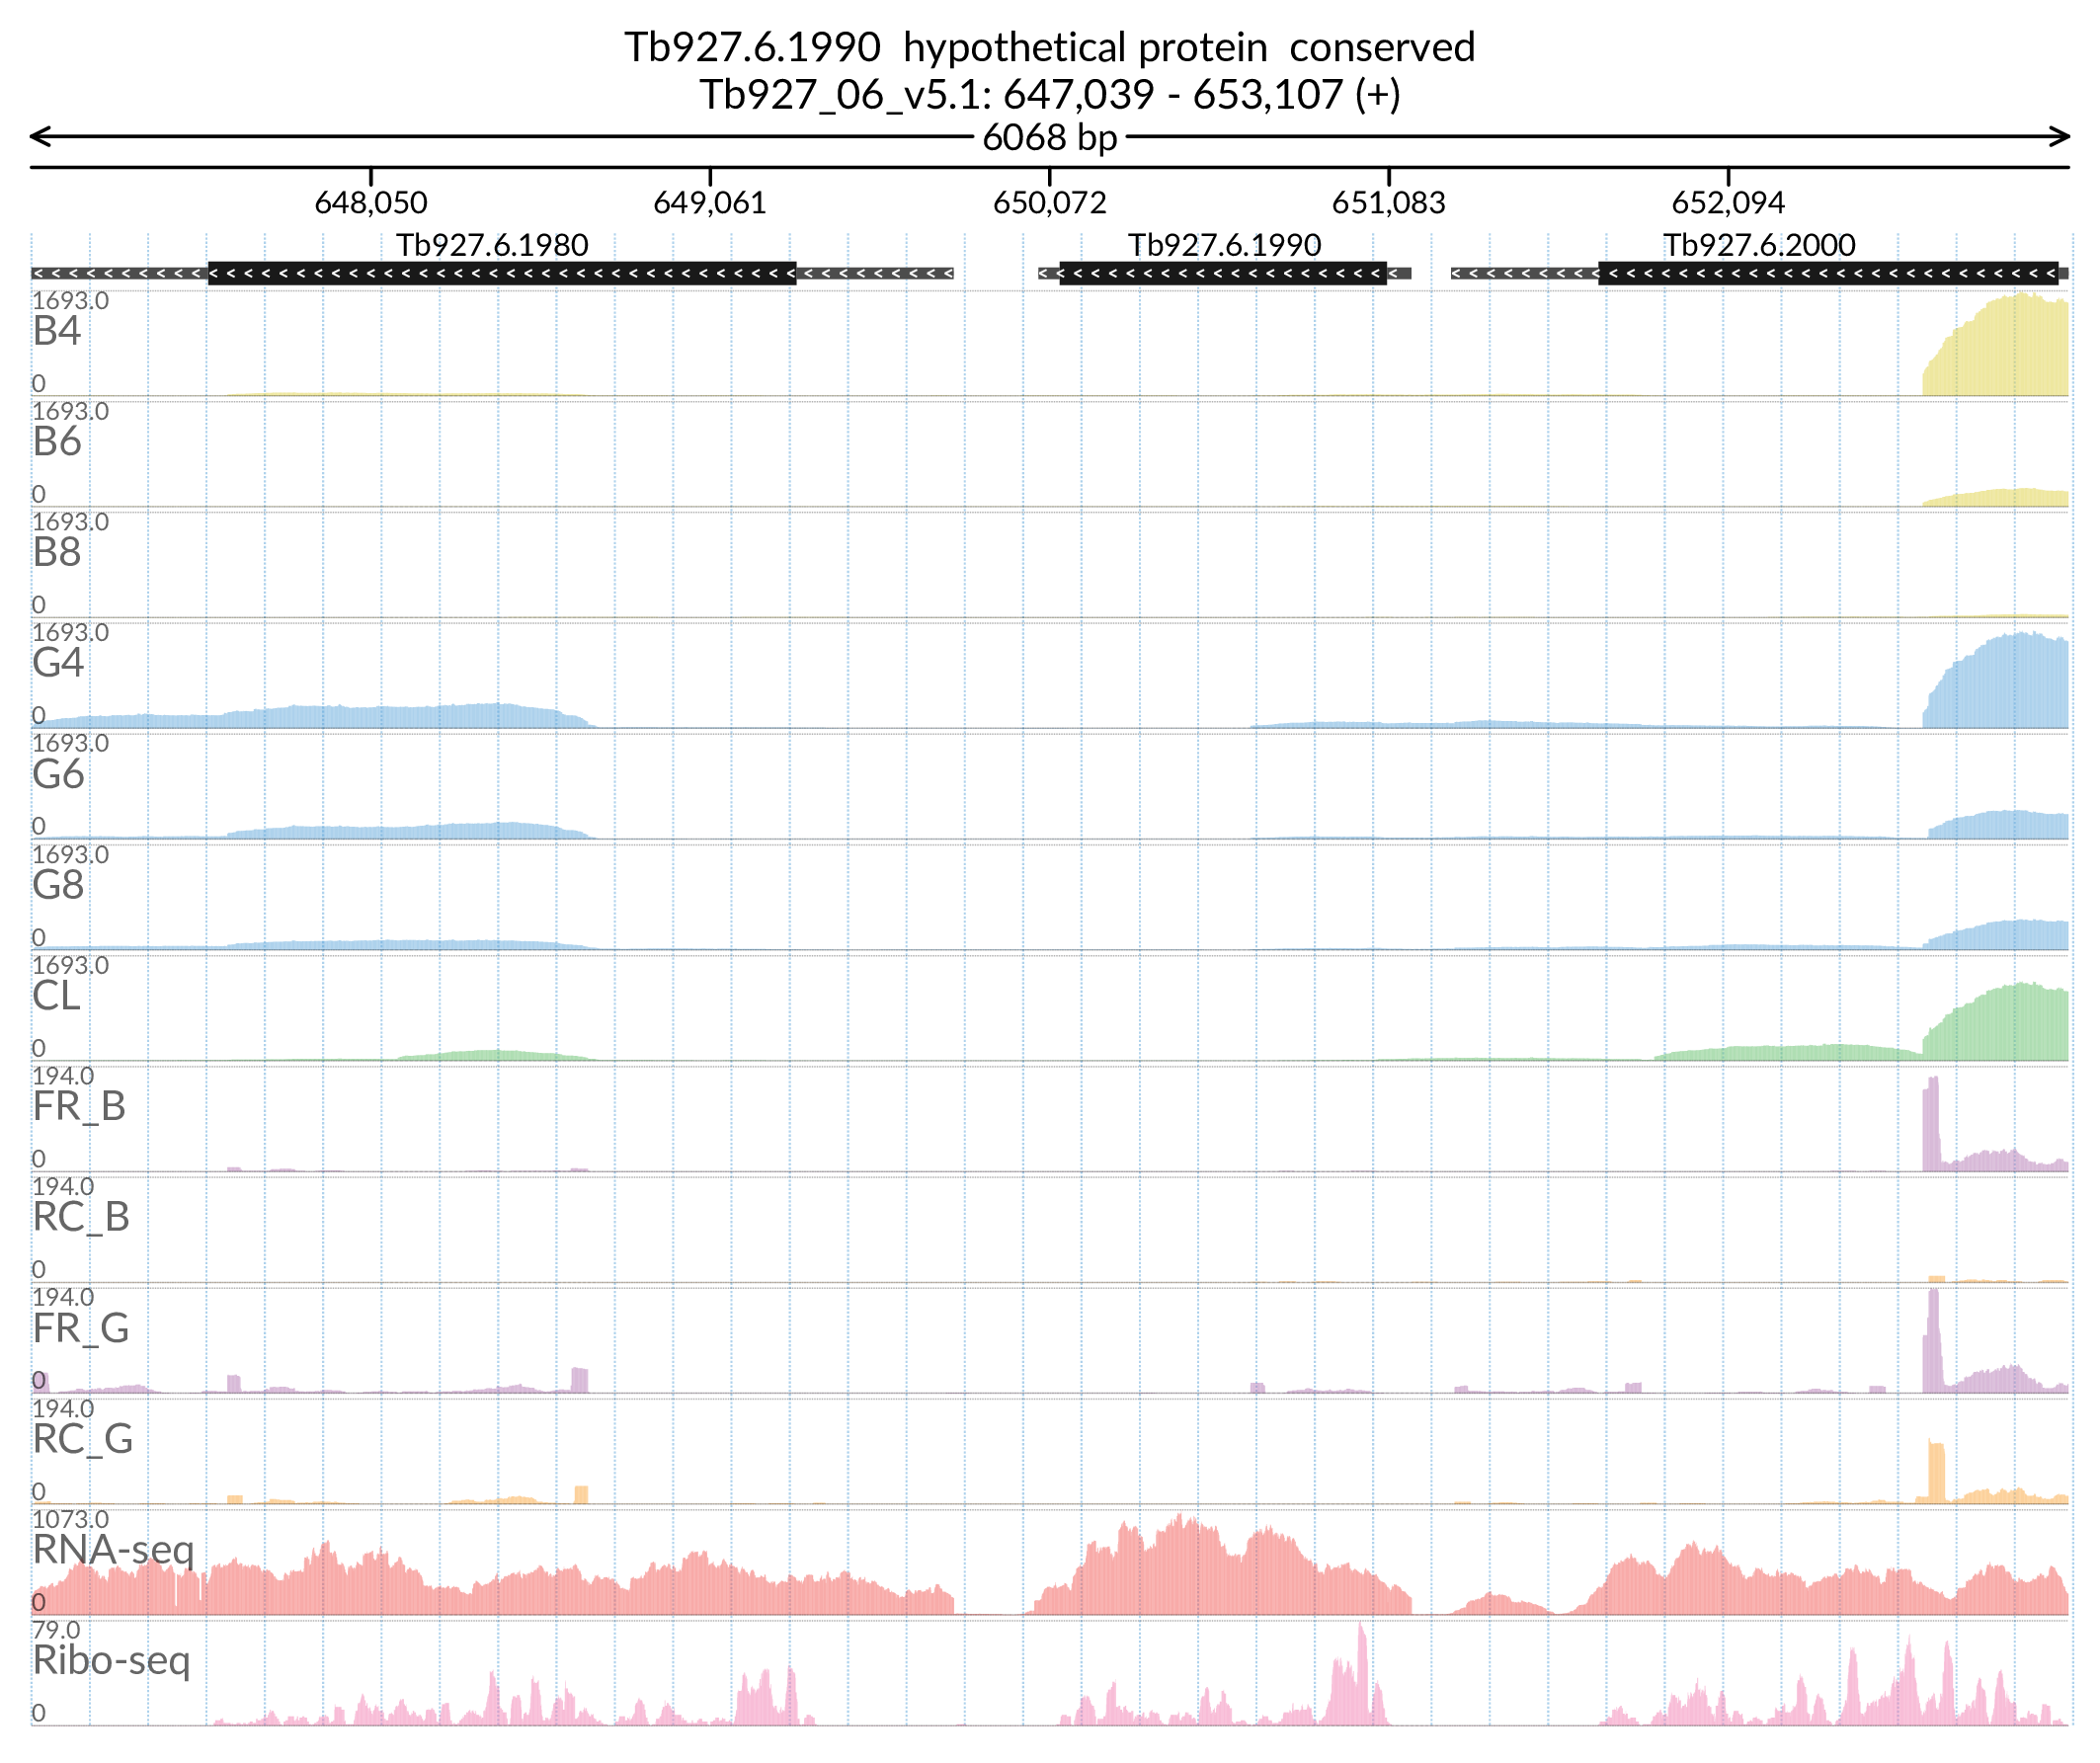 Tb927.6.1990  hypothetical protein  conserved
Tb927_06_v5.1: 647,039 - 653,107 (+)
6068 bp
648,050 649,061 650,072 651,083 652,094
Tb927.6.1980 Tb927.6.1990 Tb927.6.2000
1693.0
B4
0
1693.0
B6
0
1693.0
B8
0
1693.0
G4
0
1693.0
G6
0
1693.0
G8
0
1693.0
CL
0
194.0
FR_B
0
194.0
RC_B
0
194.0
FR_G
0
194.0
RC_G
0
1073.0
RNA-seq
0
79.0
Ribo-seq
0